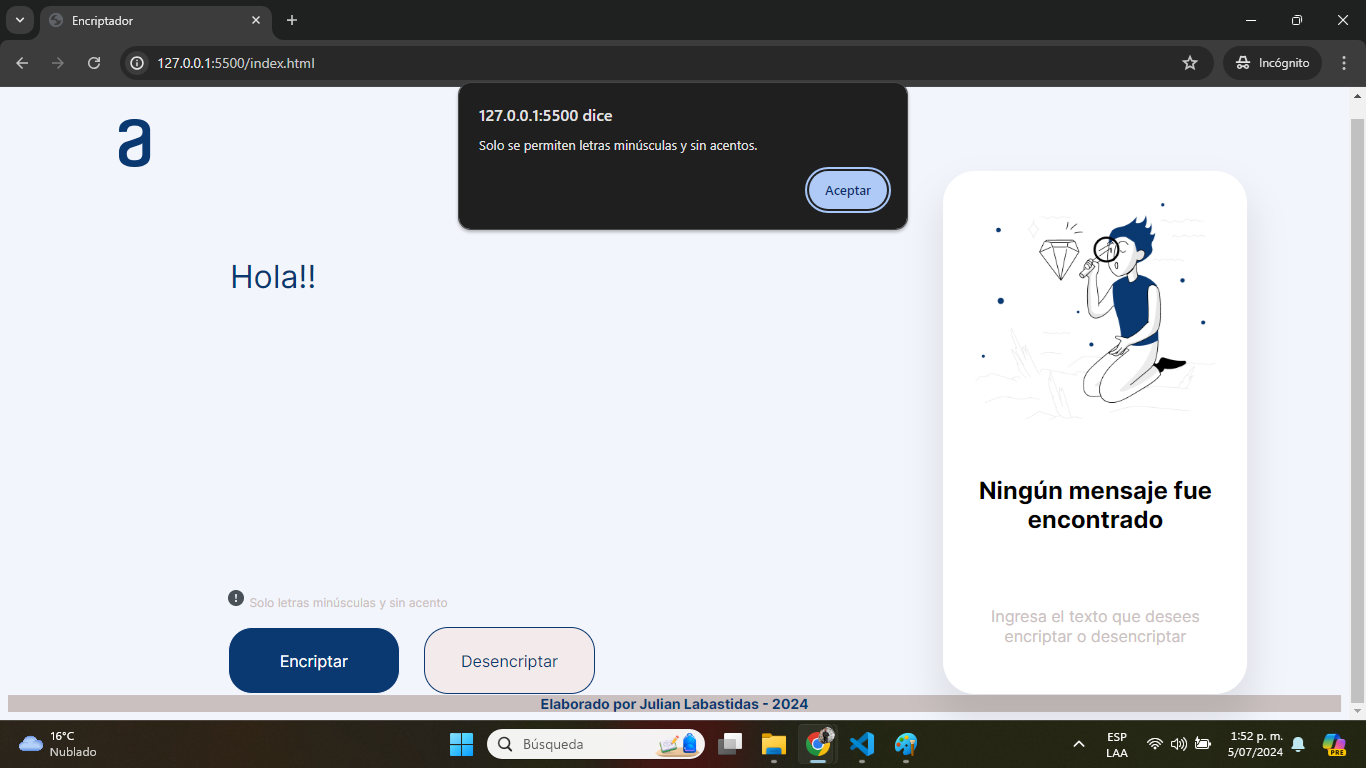 Encriptador
127.0.0.1:5500/index.html
Incógnito
a
127.0.0.1:5500 dice
Solo se permiten letras minúsculas y sin acentos.
Aceptar
Hola!!
Ningún mensaje fue
encontrado
Ingresa el texto que desees
encriptar o desencriptar
Solo letras minúsculas y sin acento
Encriptar
Desencriptar
Elaborado por Julian Labastidas - 2024
16°C
Nublado
Búsqueda
ESP
LAA
1:52 p. m.
5/07/2024
PRE